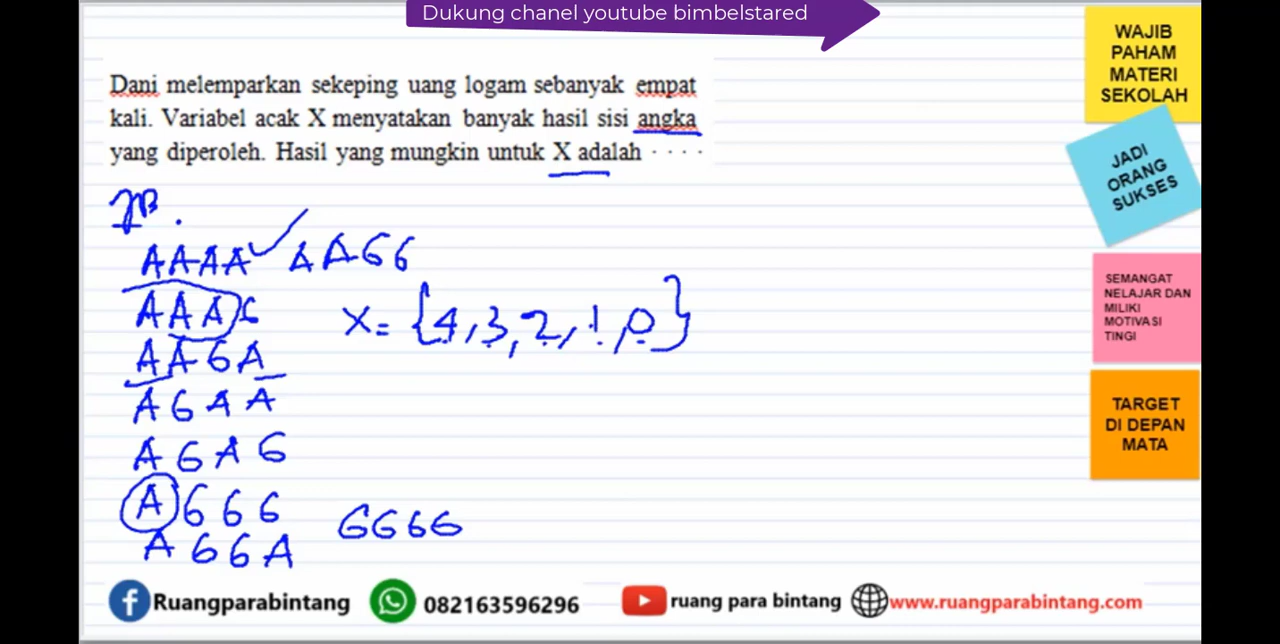 Dukung chanel youtube bimbelstared
Dani melemparkan sekeping uang logam sebanyak empat
kali. Variabel acak X menyatakan banyak hasil sisi angka
yang diperoleh. Hasil yang mungkin untuk X adalah ....
AAAA AAGG
AAAG
X = {4, 3, 2, 1, 0}
AAGA
AGAA
AGAG
AGGG
GGGG
AGGA
WAJIB
PAHAM
MATERI
SEKOLAH
JADI
ORANG
SUKSES
SEMANGAT
NELAJAR DAN
MILIKI
MOTIVASI
TINGI
TARGET
DI DEPAN
MATA
Ruangparabintang
082163596296
ruang para bintang
www.ruangparabintang.com